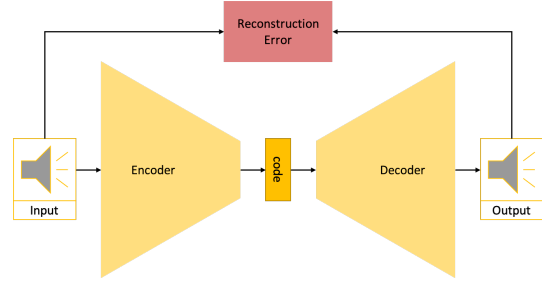 Reconstruction
Error
Encoder
code
Decoder
Input
Output